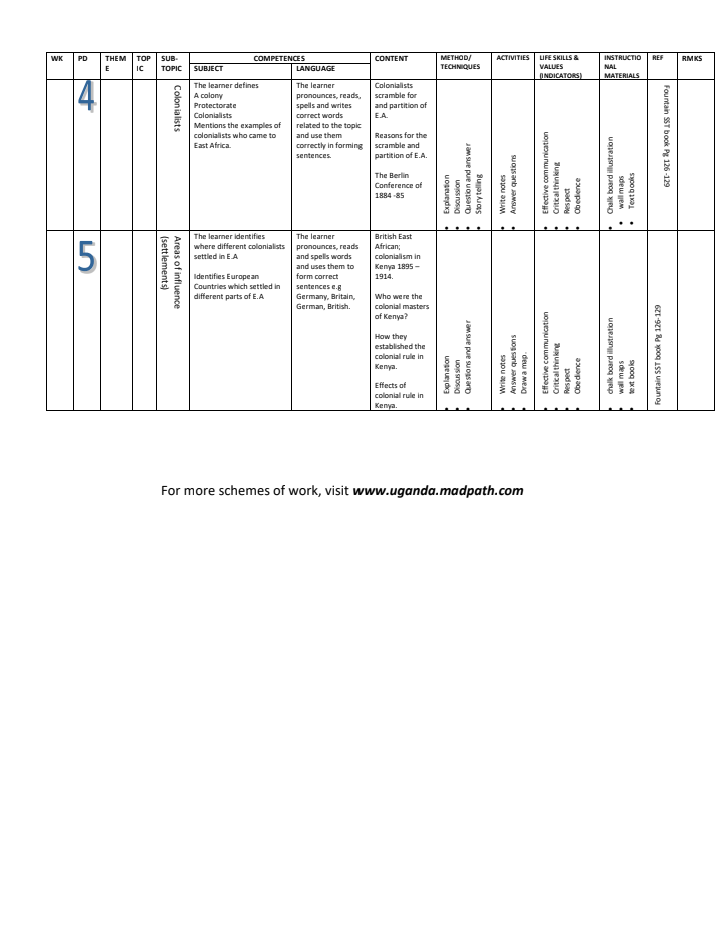 WK PD THEM E TOP IC SUB- TOPIC COMPETENCES CONTENT METHOD/ TECHNIQUES ACTIVITIES LIFE SKILLS & VALUES (INDICATORS) INSTRUCTIO NAL MATERIALS REF RMKS
SUBJECT LANGUAGE
4
Colonialists
The learner defines
A colony
Protectorate
Colonialists
Mentions the examples of
colonialists who came to
East Africa.
The learner
pronounces, reads,
spells and writes
correct words
related to the topic
and use them
correctly in forming
sentences.
Colonialists
scramble for
and partition of
E.A.
Reasons for the
scramble and
partition of E.A.
The Berlin
Conference of
1884 -85
• Explanation
• Discussion
• Question and answer
• Story telling
• Write notes
• Answer questions
• Effective communication
• Critical thinking
• Respect
• Obedience
• Chalk board illustration
• wall maps
• Text books
Fountain SST book Pg 126 -129
5
Areas of influence
(settlements)
The learner identifies
where different colonialists
settled in E.A
Identifies European
Countries which settled in
different parts of E.A
The learner
pronounces, reads
and spells words
and uses them to
form correct
sentences e.g
Germany, Britain,
German, British.
British East
African;
colonialism in
Kenya 1895 –
1914.
Who were the
colonial masters
of Kenya?
How they
established the
colonial rule in
Kenya.
Effects of
colonial rule in
Kenya.
• Explanation
• Discussion
• Questions and answer
• Write notes
• Answer questions
• Draw a map.
• Effective communication
• Critical thinking
• Respect
• Obedience
• chalk board illustration
• wall maps
• text books
Fountain SST book Pg 126-129
For more schemes of work, visit www.uganda.madpath.com